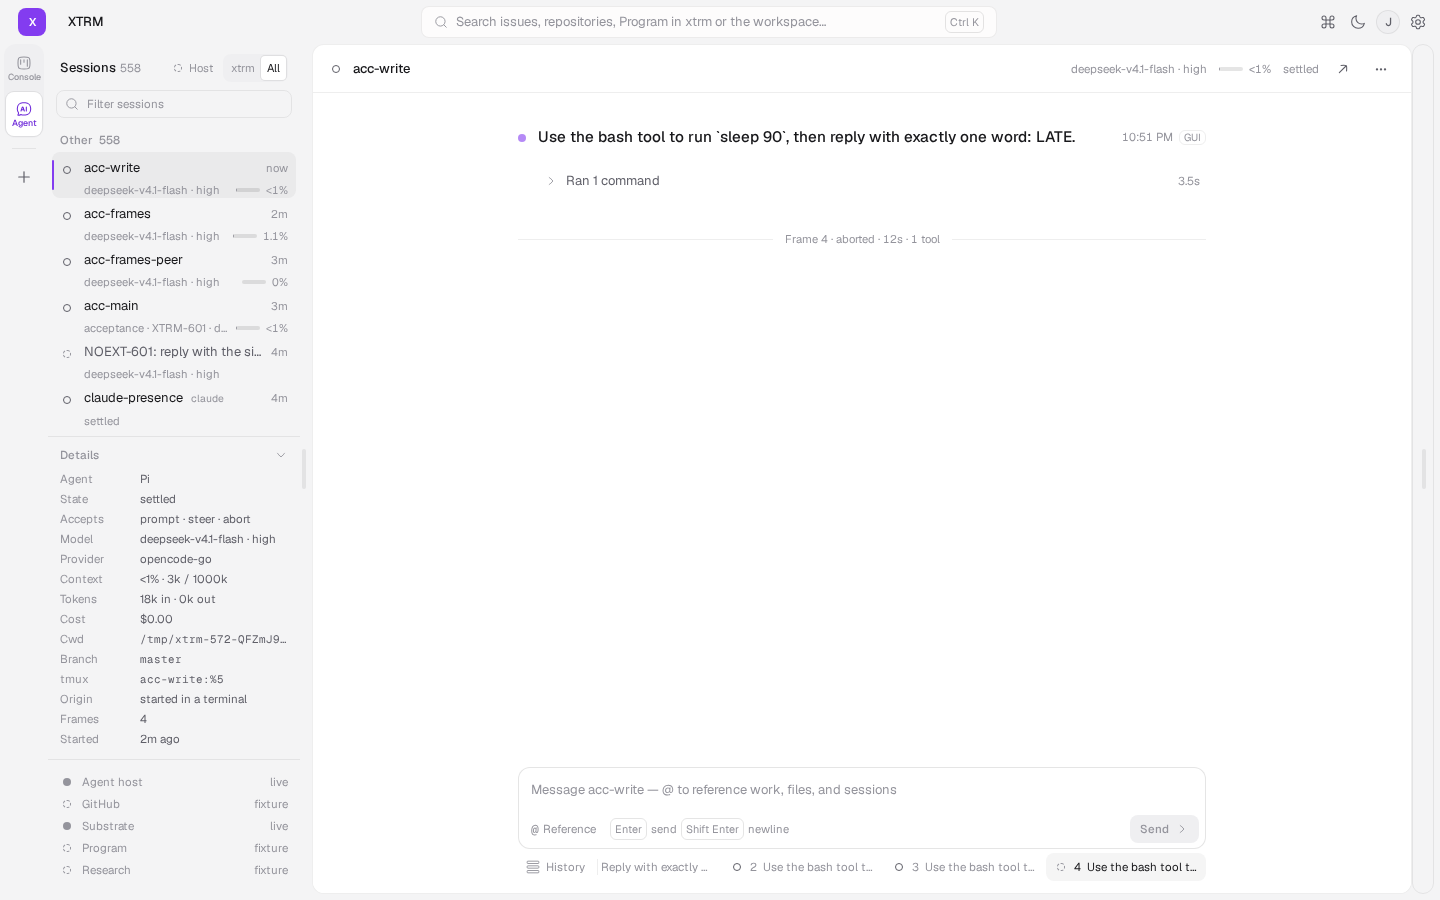 X XTRM Search issues, repositories, Program in xtrm or the workspace... Ctrl K J
Console
Agent
Sessions 558 Host xtrm All
Filter sessions
Other 558
acc-write now
deepseek-v4.1-flash · high <1%
acc-frames 2m
deepseek-v4.1-flash · high 1.1%
acc-frames-peer 3m
deepseek-v4.1-flash · high 0%
acc-main 3m
acceptance · XTRM-601 · d... <1%
NOEXT-601: reply with the si... 4m
deepseek-v4.1-flash · high
claude-presence claude 4m
settled
Details
Agent Pi
State settled
Accepts prompt · steer · abort
Model deepseek-v4.1-flash · high
Provider opencode-go
Context <1% · 3k / 1000k
Tokens 18k in · 0k out
Cost $0.00
Cwd /tmp/xtrm-572-QFZmJ9...
Branch master
tmux acc-write:%5
Origin started in a terminal
Frames 4
Started 2m ago
Agent host live
GitHub fixture
Substrate live
Program fixture
Research fixture
acc-write deepseek-v4.1-flash · high <1% settled
Use the bash tool to run `sleep 90`, then reply with exactly one word: LATE. 10:51 PM GUI
Ran 1 command 3.5s
Frame 4 · aborted · 12s · 1 tool
Message acc-write — @ to reference work, files, and sessions
@ Reference Enter send Shift Enter newline Send
History Reply with exactly ... 2 Use the bash tool t... 3 Use the bash tool t... 4 Use the bash tool t...